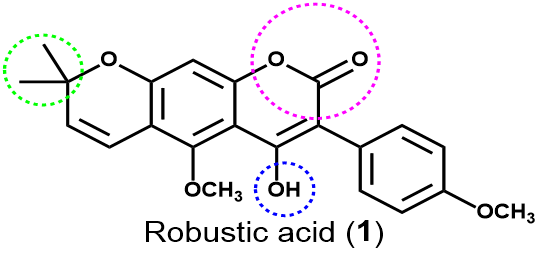 O
O
O
OCH₃
OH
OCH₃
Robustic acid (1)